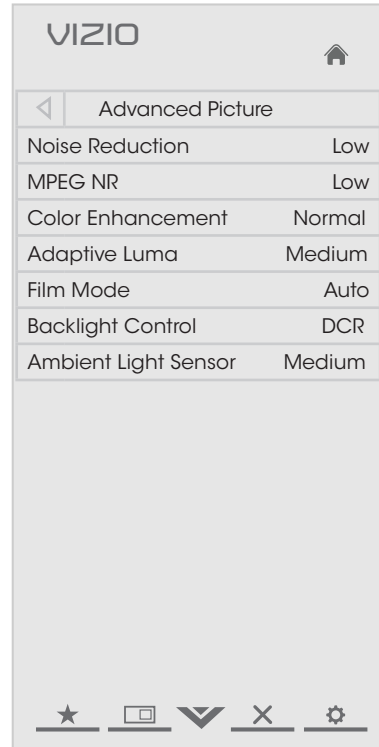 VIZIO
Advanced Picture
Noise Reduction Low
MPEG NR Low
Color Enhancement Normal
Adaptive Luma Medium
Film Mode Auto
Backlight Control DCR
Ambient Light Sensor Medium